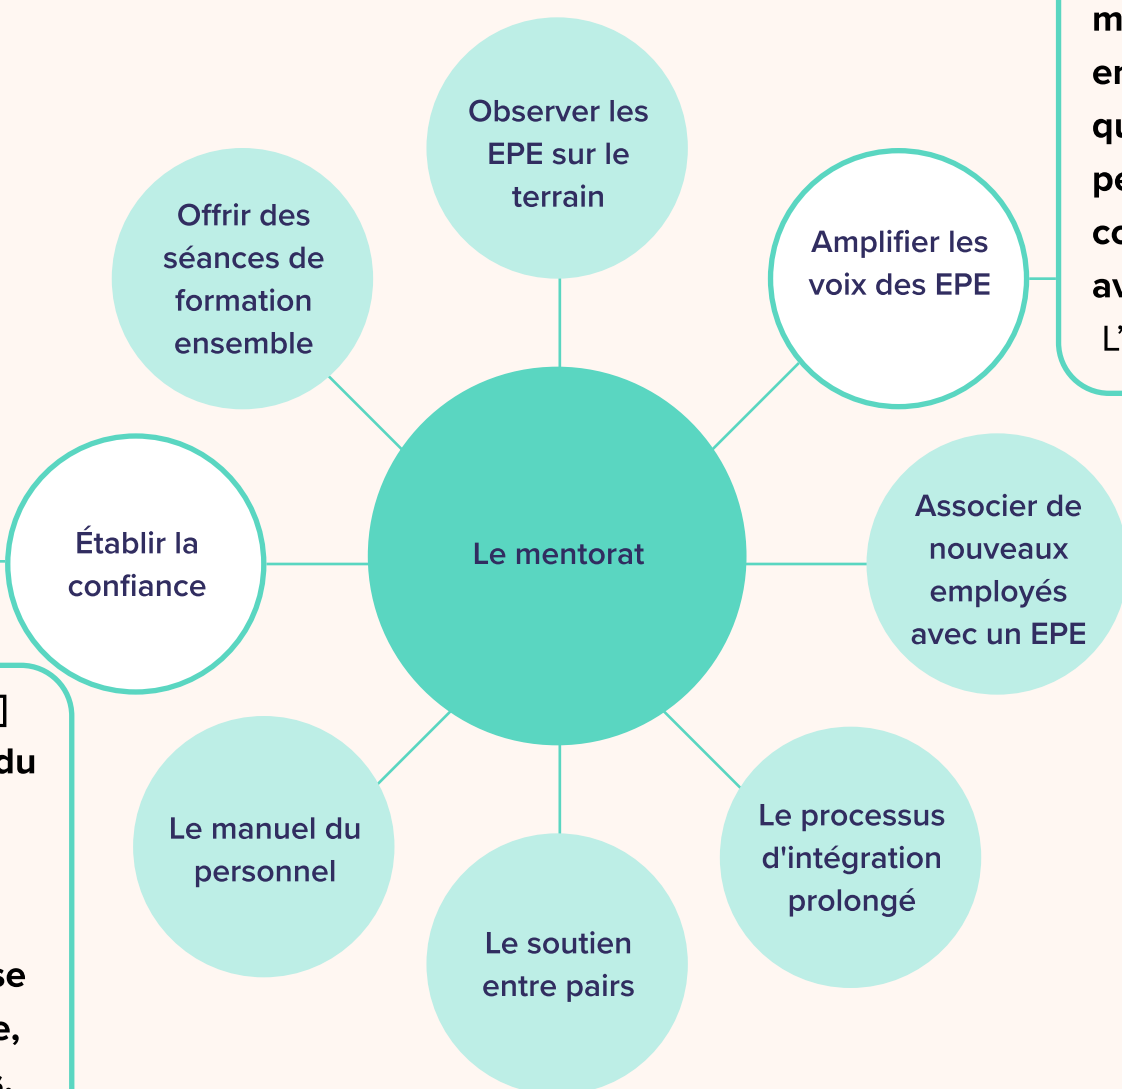 Observer les
EPE sur le
terrain
Offrir des
séances de
formation
ensemble
Amplifier les
voix des EPE
L’
Établir la
confiance
Le mentorat
Associer de
nouveaux
employés
avec un EPE
du
Le manuel du
personnel
Le processus
d'intégration
prolongé
Le soutien
entre pairs